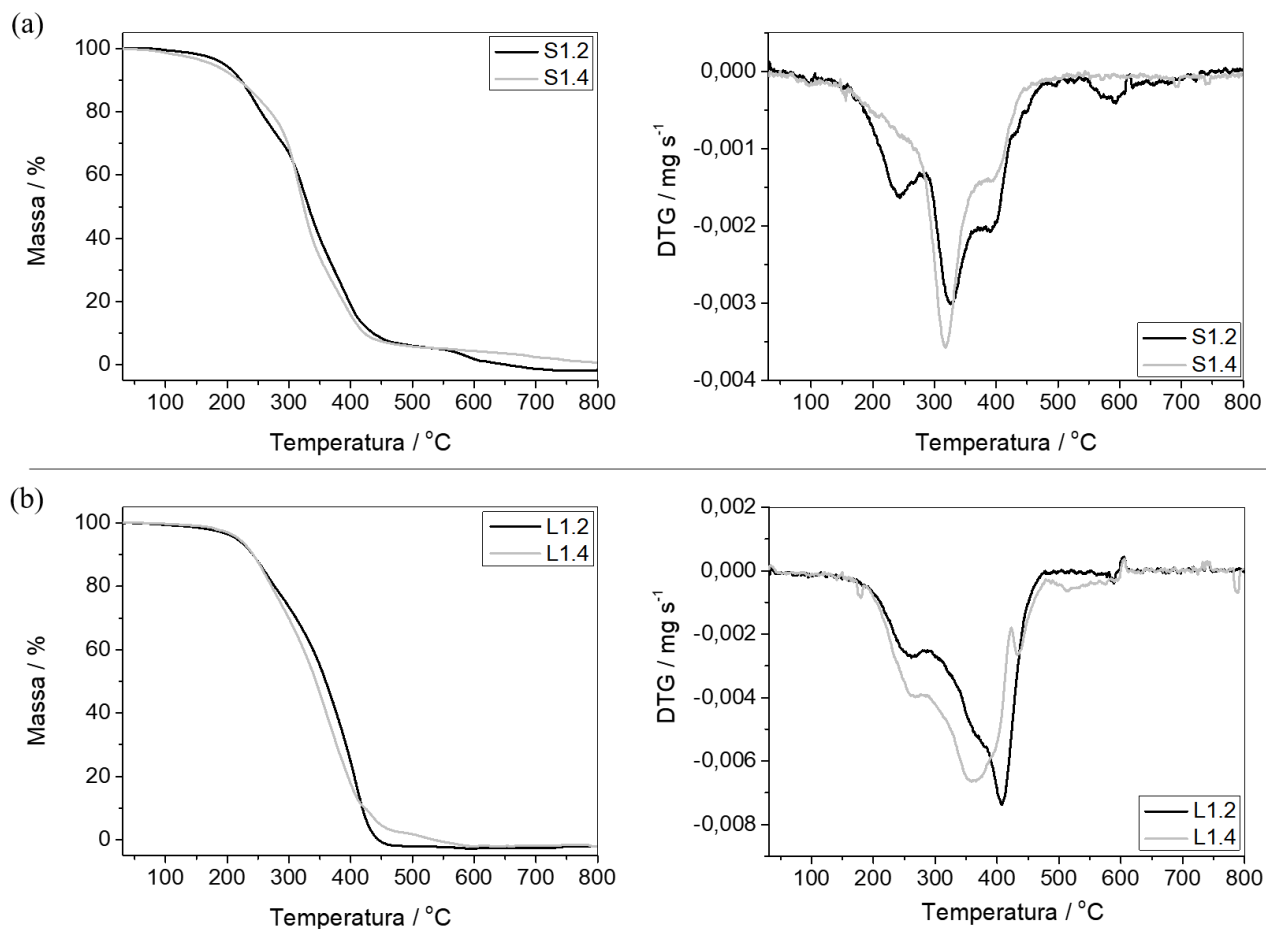 (a)
Massa / %
100
80
60
40
20
0
100 200 300 400 500 600 700 800
Temperatura / °C
S1.2
S1.4
DTG / mg s⁻¹
0,000
-0,001
-0,002
-0,003
-0,004
100 200 300 400 500 600 700 800
Temperatura / °C
S1.2
S1.4
(b)
Massa / %
100
80
60
40
20
0
100 200 300 400 500 600 700 800
Temperatura / °C
L1.2
L1.4
DTG / mg s⁻¹
0,002
0,000
-0,002
-0,004
-0,006
-0,008
100 200 300 400 500 600 700 800
Temperatura / °C
L1.2
L1.4